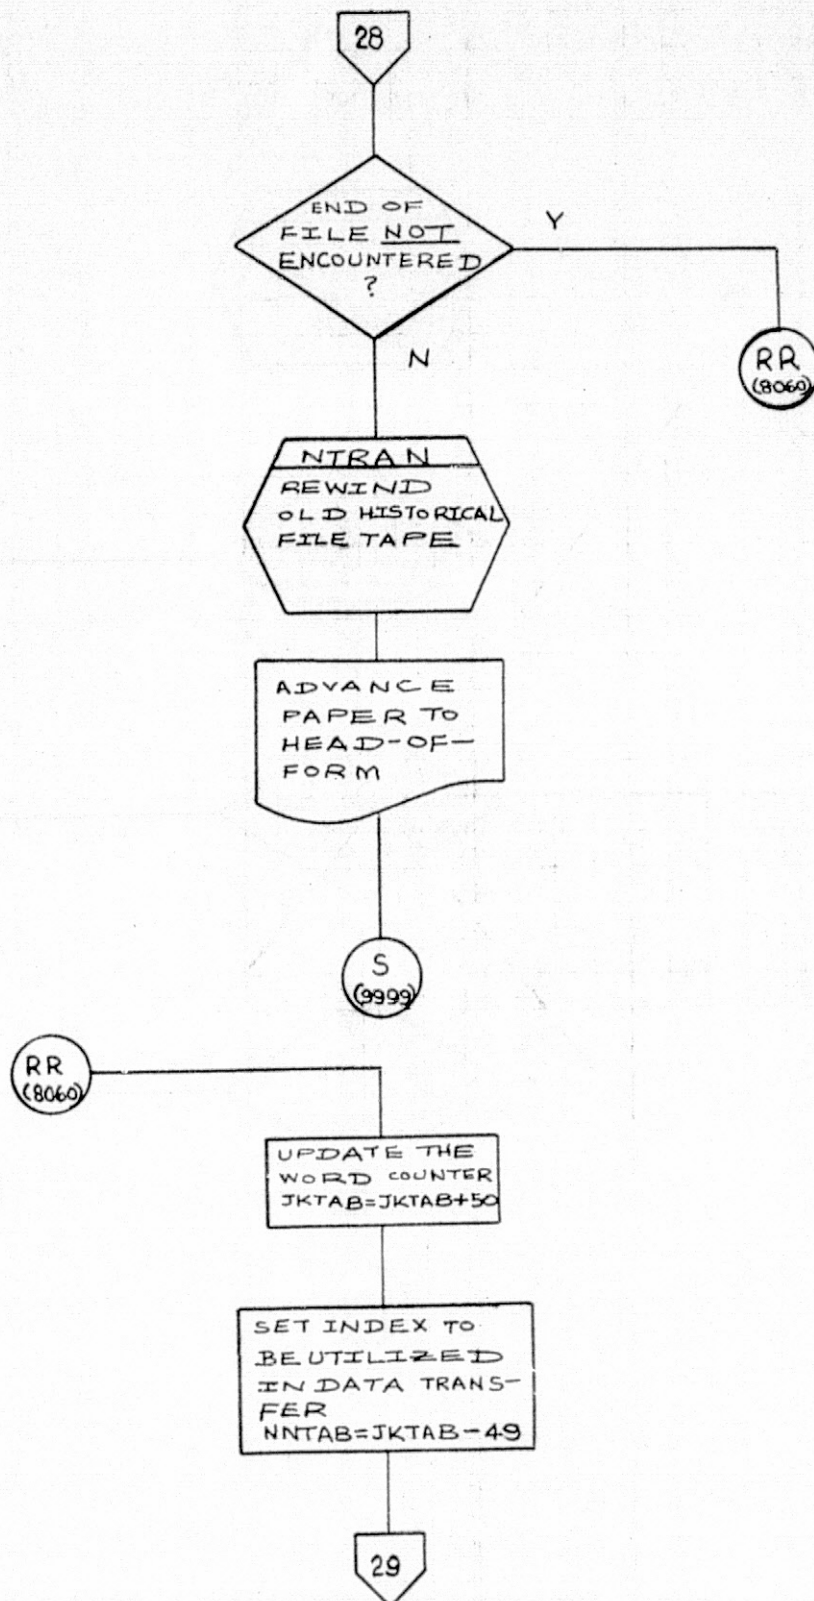 28
END OF
FILE NOT
ENCOUNTERED
?
Y
N
RR
(8060)
NTRAN
REWIND
OLD HISTORICAL
FILE TAPE
ADVANCE
PAPER TO
HEAD-OF-
FORM
S
(9999)
RR
(8060)
UPDATE THE
WORD COUNTER
JKTAB=JKTAB+50
SET INDEX TO
BE UTILIZED
IN DATA TRANS-
FER
NNTAB=JKTAB-49
29